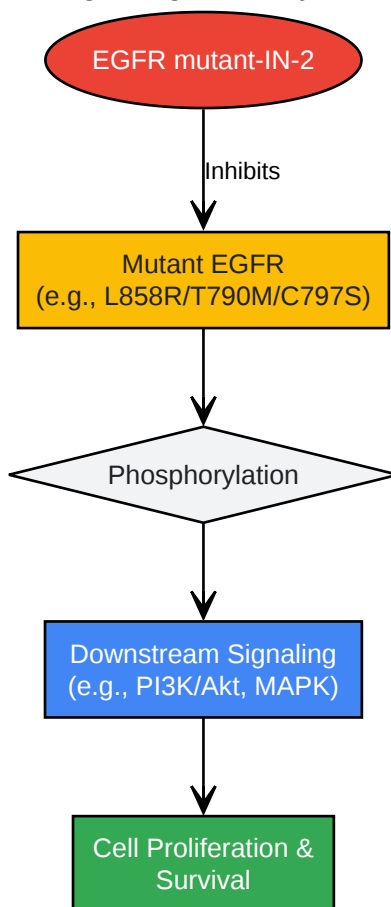 EGFR mutant-IN-2
Inhibits
Mutant EGFR
(e.g., L858R/T790M/C797S)
Phosphorylation
Downstream Signaling
(e.g., PI3K/Akt, MAPK)
Cell Proliferation &
Survival